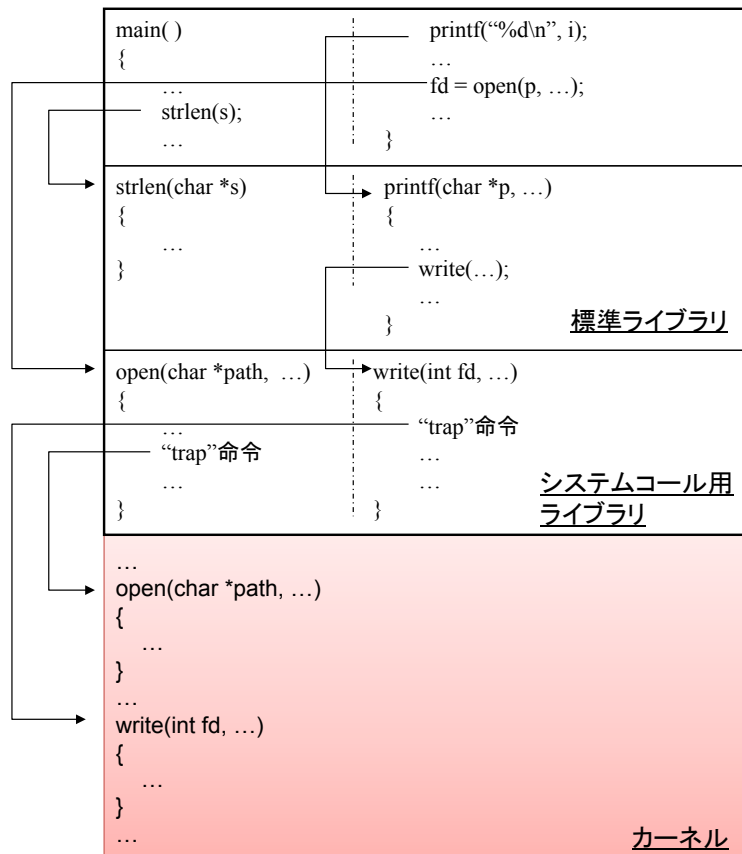 main( )
{
…
strlen(s);
…
printf(“%d\n”, i);
…
fd = open(p, …);
…
}
strlen(char *s)
{
…
}
printf(char *p, …)
{
…
write(…);
…
}
標準ライブラリ
open(char *path, …)
{
…
“trap”命令
…
}
write(int fd, …)
{
“trap”命令
…
…
}
システムコール用
ライブラリ
…
open(char *path, …)
{
…
}
…
write(int fd, …)
{
…
}
…
カーネル